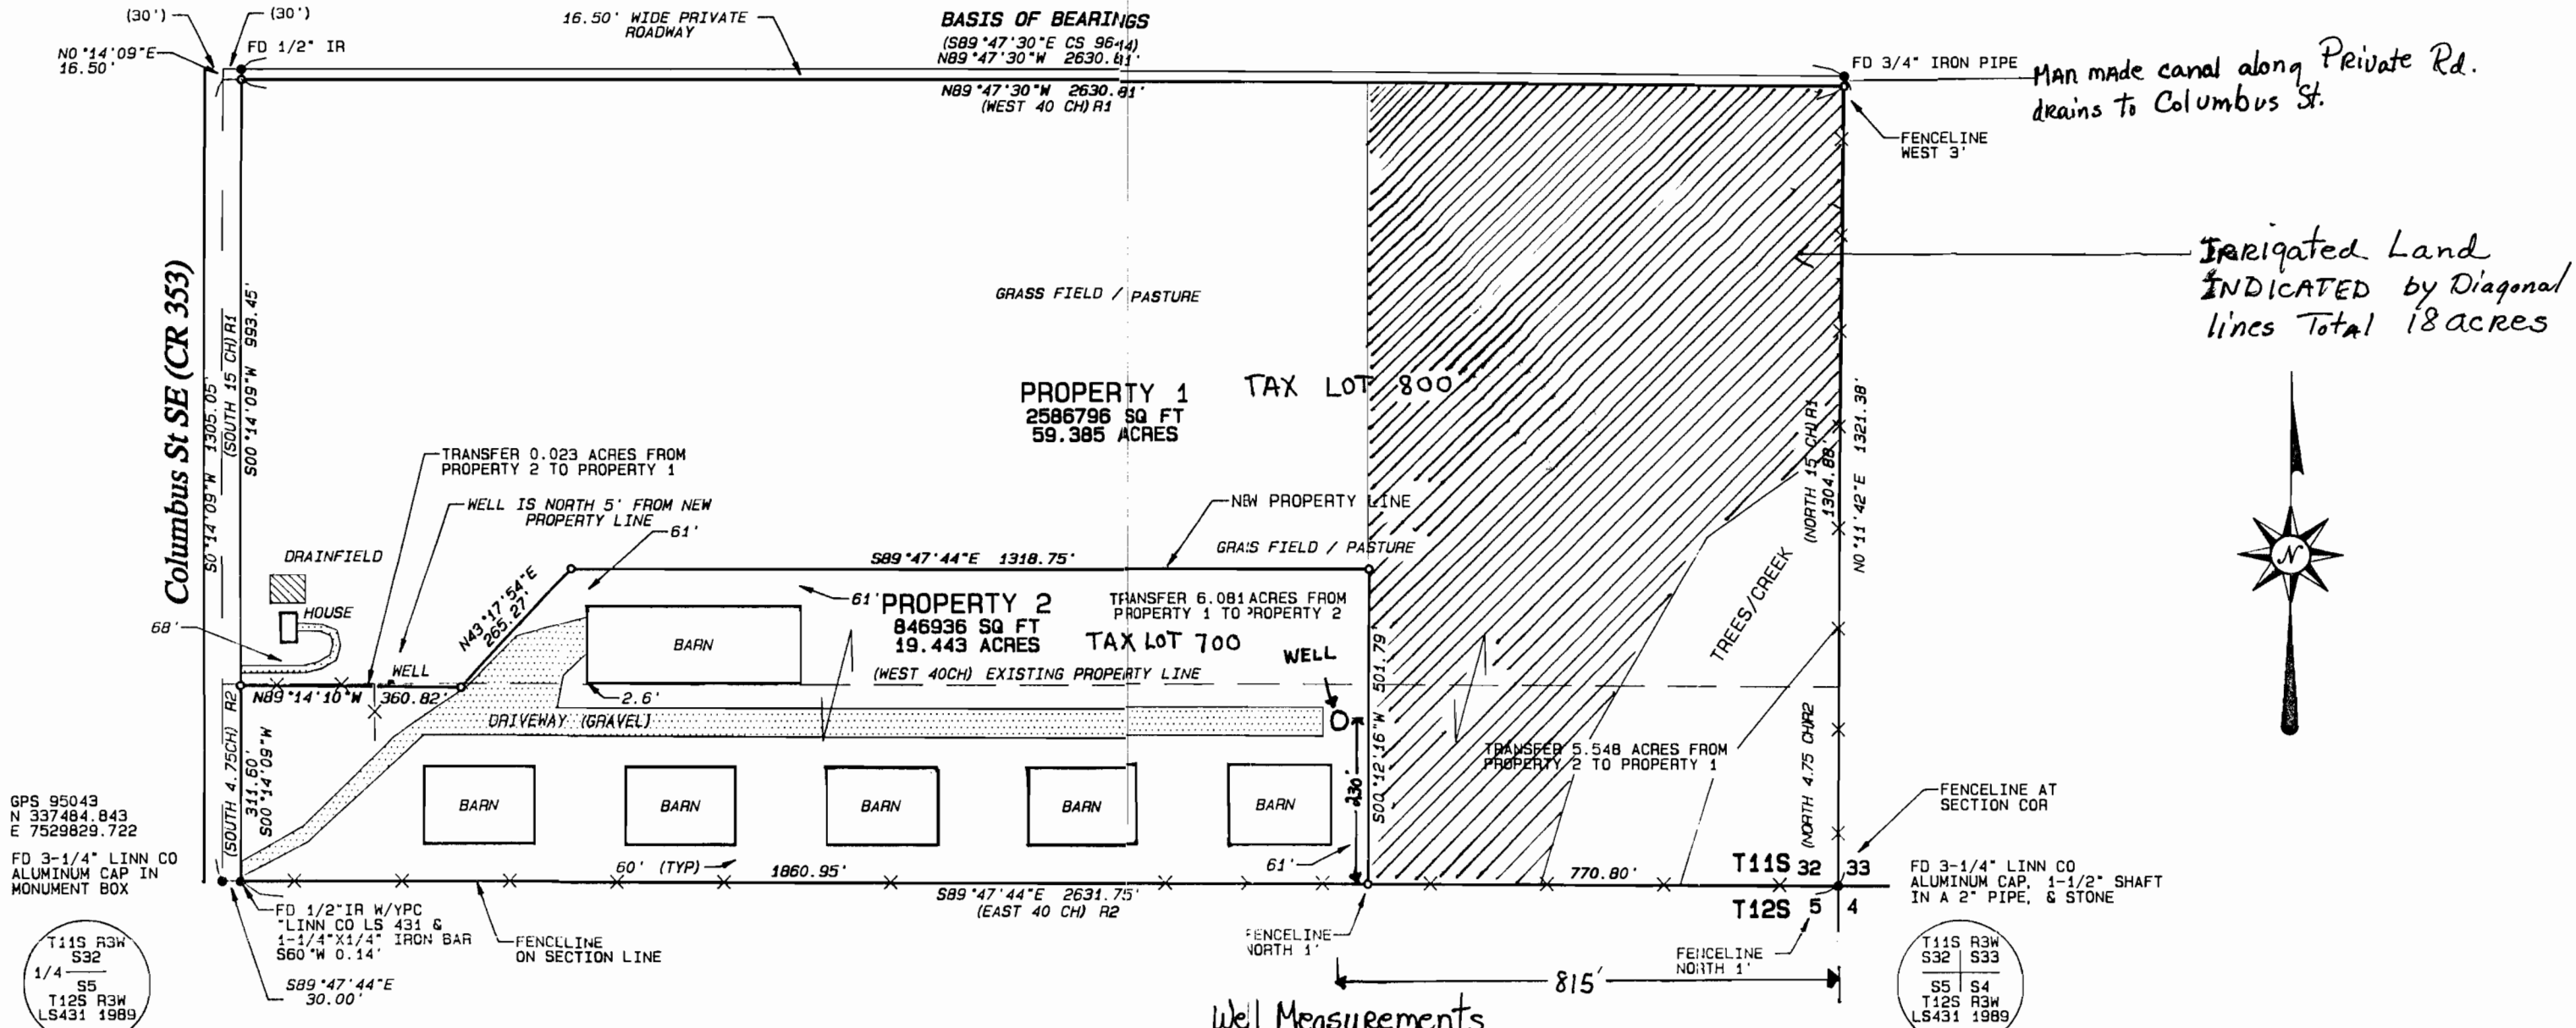 (30')
(30')
N0°14'09"E
16.50'
FD 1/2" IR
16.50' WIDE PRIVATE
ROADWAY
BASIS OF BEARINGS
(S89°47'30"E CS 96-14)
N89°47'30"W 2630.81'
N89°47'30"W 2630.81'
(WEST 40 CH) R1
FD 3/4" IRON PIPE
MAN MADE canal along Private Rd.
drains to Columbus St.
FENCELINE
WEST 3'
IRRigated Land
INDICATED by Diagonal
lines Total 18 acres
Columbus St SE (CR 353)
S0°14'09"W 1305.05'
(SOUTH 15 CH) R1
S00°14'09"W 993.45'
GRASS FIELD / PASTURE
PROPERTY 1
2586796 SQ FT
59.385 ACRES
TAX LOT 800
TRANSFER 0.023 ACRES FROM
PROPERTY 2 TO PROPERTY 1
WELL IS NORTH 5' FROM NEW
PROPERTY LINE
61'
NEW PROPERTY LINE
GRASS FIELD / PASTURE
S89°47'44"E 1318.75'
DRAINFIELD
HOUSE
68'
N43°17'54"E
265.27'
61'
PROPERTY 2
846936 SQ FT
19.443 ACRES
TAX LOT 700
TRANSFER 6.081 ACRES FROM
PROPERTY 1 TO PROPERTY 2
BARN
WELL
(WEST 40CH) EXISTING PROPERTY LINE
WELL
N89°14'10"W 360.82'
2.6'
DRIVEWAY (GRAVEL)
S00°12'16"W 501.79'
230'
TREES/CREEK
(NORTH 15 CH) R1
1304.88'
N0°11'42"E 1321.38'
TRANSFER 5.548 ACRES FROM
PROPERTY 2 TO PROPERTY 1
(NORTH 4.75 CH) R2
(SOUTH 4.75CH) R2
311.60'
S00°14'09"W
BARN
BARN
BARN
BARN
BARN
GPS 95043
N 337484.843
E 7529829.722
FD 3-1/4" LINN CO
ALUMINUM CAP IN
MONUMENT BOX
60' (TYP)
1860.95'
61'
770.80'
S89°47'44"E 2631.75'
(EAST 40 CH) R2
T11S 32 33
T12S 5 4
FENCELINE AT
SECTION COR
FD 3-1/4" LINN CO
ALUMINUM CAP, 1-1/2" SHAFT
IN A 2" PIPE, & STONE
FD 1/2"IR W/YPC
"LINN CO LS 431 &
1-1/4"X1/4" IRON BAR
S60°W 0.14'
FENCELINE
ON SECTION LINE
FENCELINE
NORTH 1'
FENCELINE
NORTH 1'
S89°47'44"E
30.00'
T11S R3W
S32
1/4
S5
T12S R3W
LS431 1989
815'
Well Measurements
T11S R3W
S32 S33
S5 S4
T12S R3W
LS431 1989
N